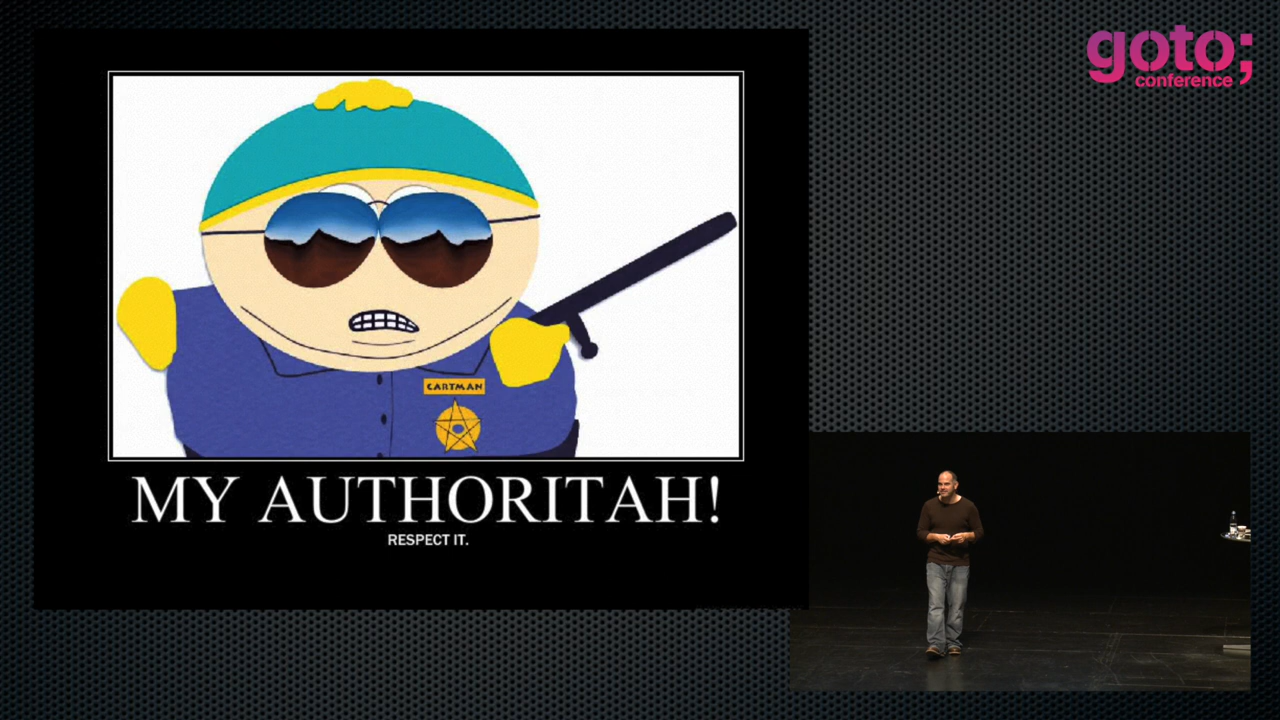 goto;
conference
CARTMAN
MY AUTHORITAH!
RESPECT IT.